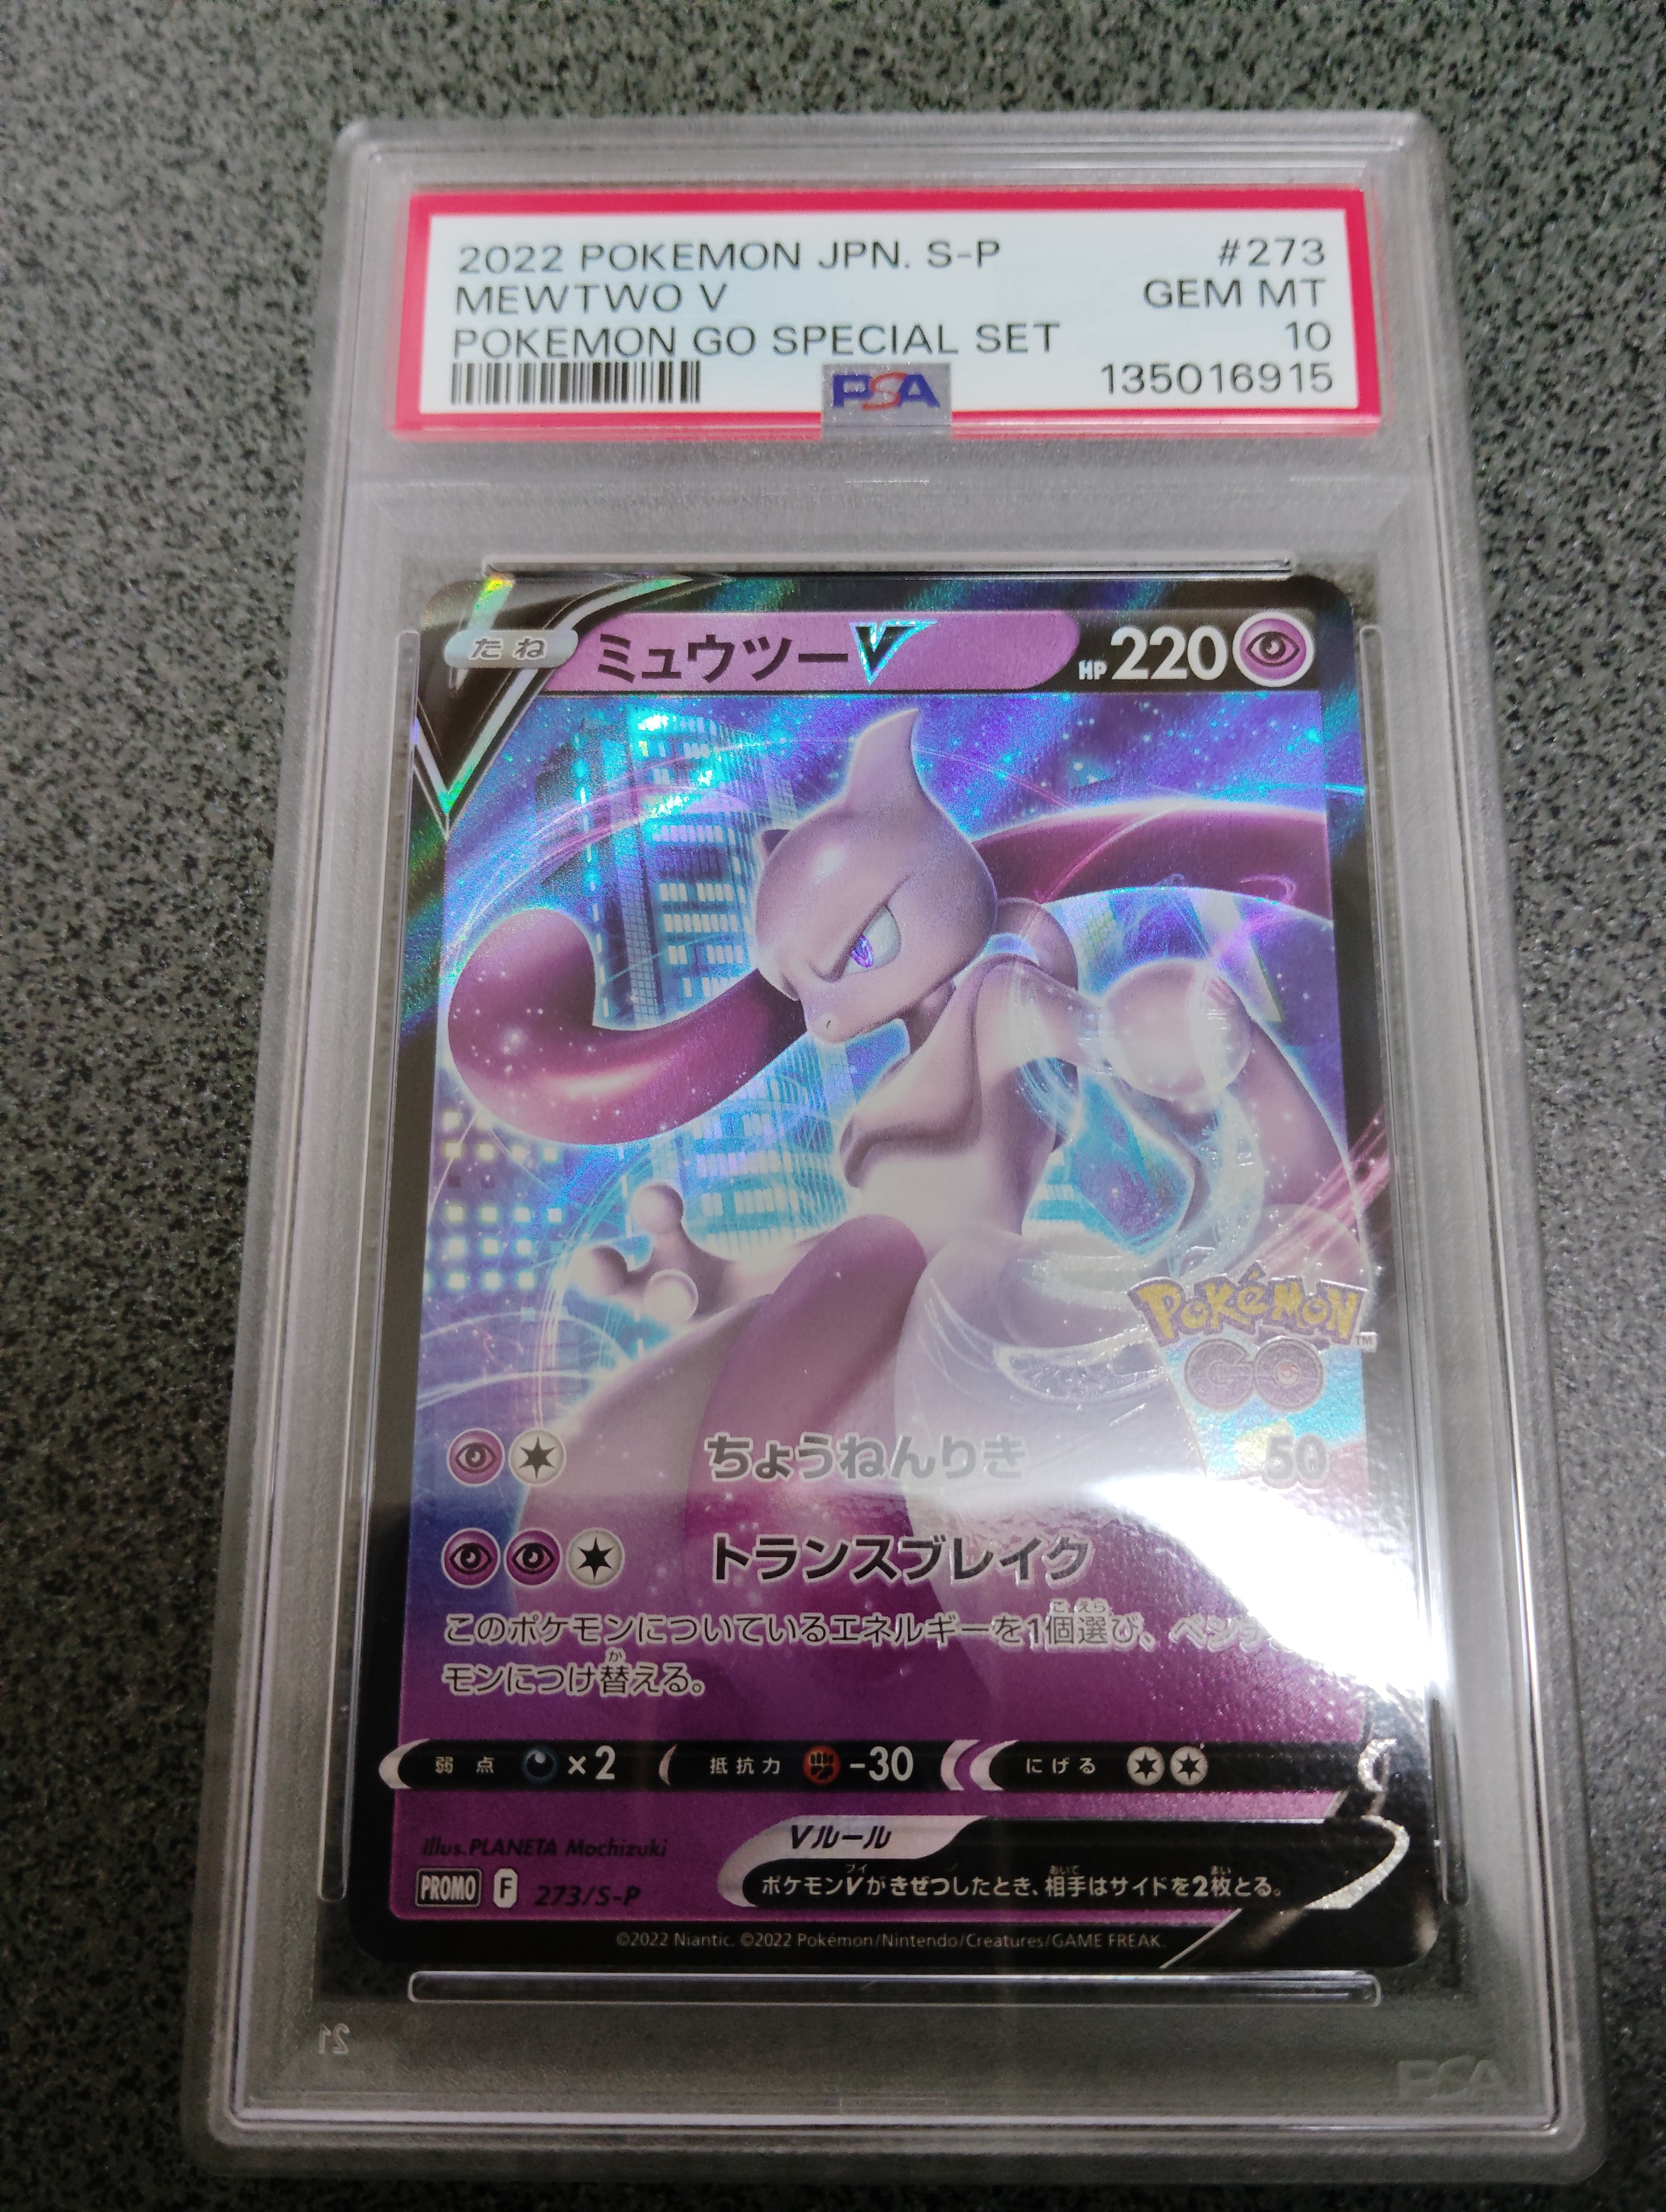 2022 POKEMON JPN. S-P #273
MEWTWO V GEM MT
POKEMON GO SPECIAL SET 10
PSA 135016915
たね ミュウツーV HP 220
Pokémon
GO
ちょうねんりき 50
トランスブレイク
このポケモンについているエネルギーを1個選び、ベンチ
モンにつけ替える。
弱点 ×2 抵抗力 -30 にげる
Illus. PLANETA Mochizuki
Vルール
PROMO F 273/S-P
ポケモンVがきぜつしたとき、相手はサイドを2枚とる。
©2022 Niantic. ©2022 Pokémon/Nintendo/Creatures/GAME FREAK.
21
PSA